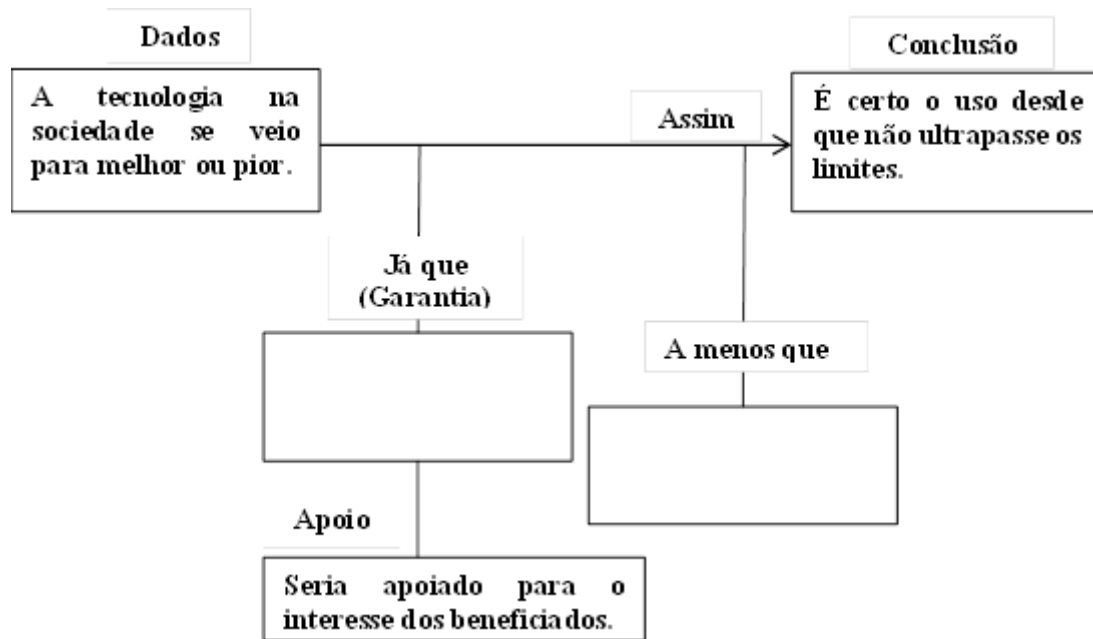 Dados
Conclusão
A tecnologia na
sociedade se veio
para melhor ou pior.
Assim
É certo o uso desde
que não ultrapasse os
limites.
Já que
(Garantia)
A menos que
Apoio
Seria apoiado para o
interesse dos beneficiados.